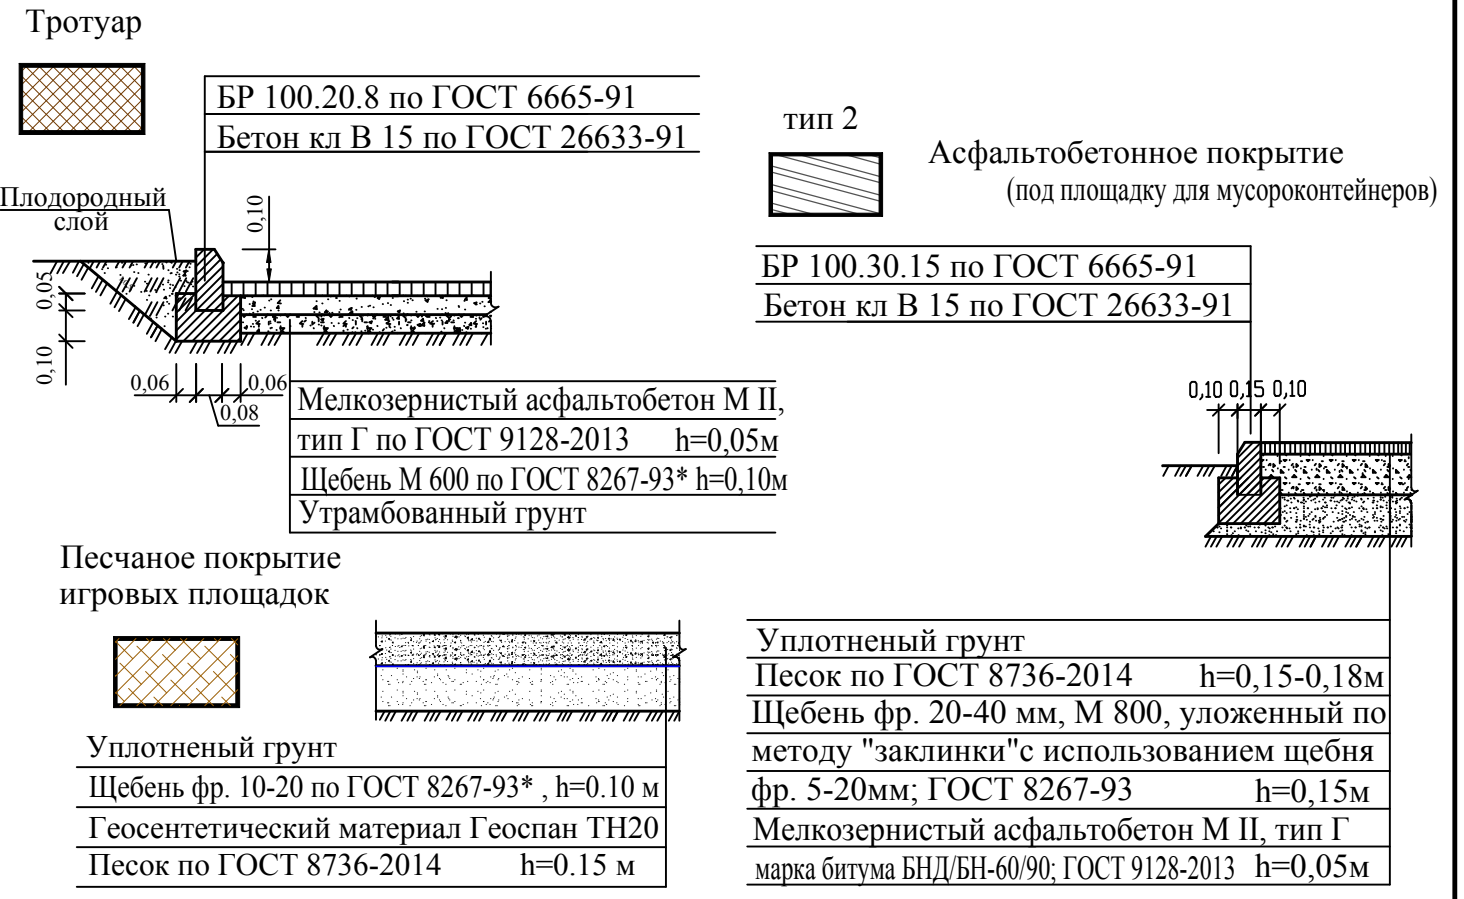 Тротуар
БР 100.20.8 по ГОСТ 6665-91
Бетон кл В 15 по ГОСТ 26633-91
Плодородный
слой
0,10
0,05
0,10
0,06
0,08
0,06
Мелкозернистый асфальтобетон М II,
тип Г по ГОСТ 9128-2013 h=0,05м
Щебень М 600 по ГОСТ 8267-93* h=0,10м
Утрамбованный грунт
Песчаное покрытие
игровых площадок
Уплотненый грунт
Щебень фр. 10-20 по ГОСТ 8267-93* , h=0.10 м
Геосентетический материал Геоспан ТН20
Песок по ГОСТ 8736-2014 h=0.15 м
тип 2
Асфальтобетонное покрытие
(под площадку для мусороконтейнеров)
БР 100.30.15 по ГОСТ 6665-91
Бетон кл В 15 по ГОСТ 26633-91
0,10 0,15 0,10
Уплотненый грунт
Песок по ГОСТ 8736-2014 h=0,15-0,18м
Щебень фр. 20-40 мм, М 800, уложенный по
методу "заклинки"с использованием щебня
фр. 5-20мм; ГОСТ 8267-93 h=0,15м
Мелкозернистый асфальтобетон М II, тип Г
марка битума БНД/БН-60/90; ГОСТ 9128-2013 h=0,05м